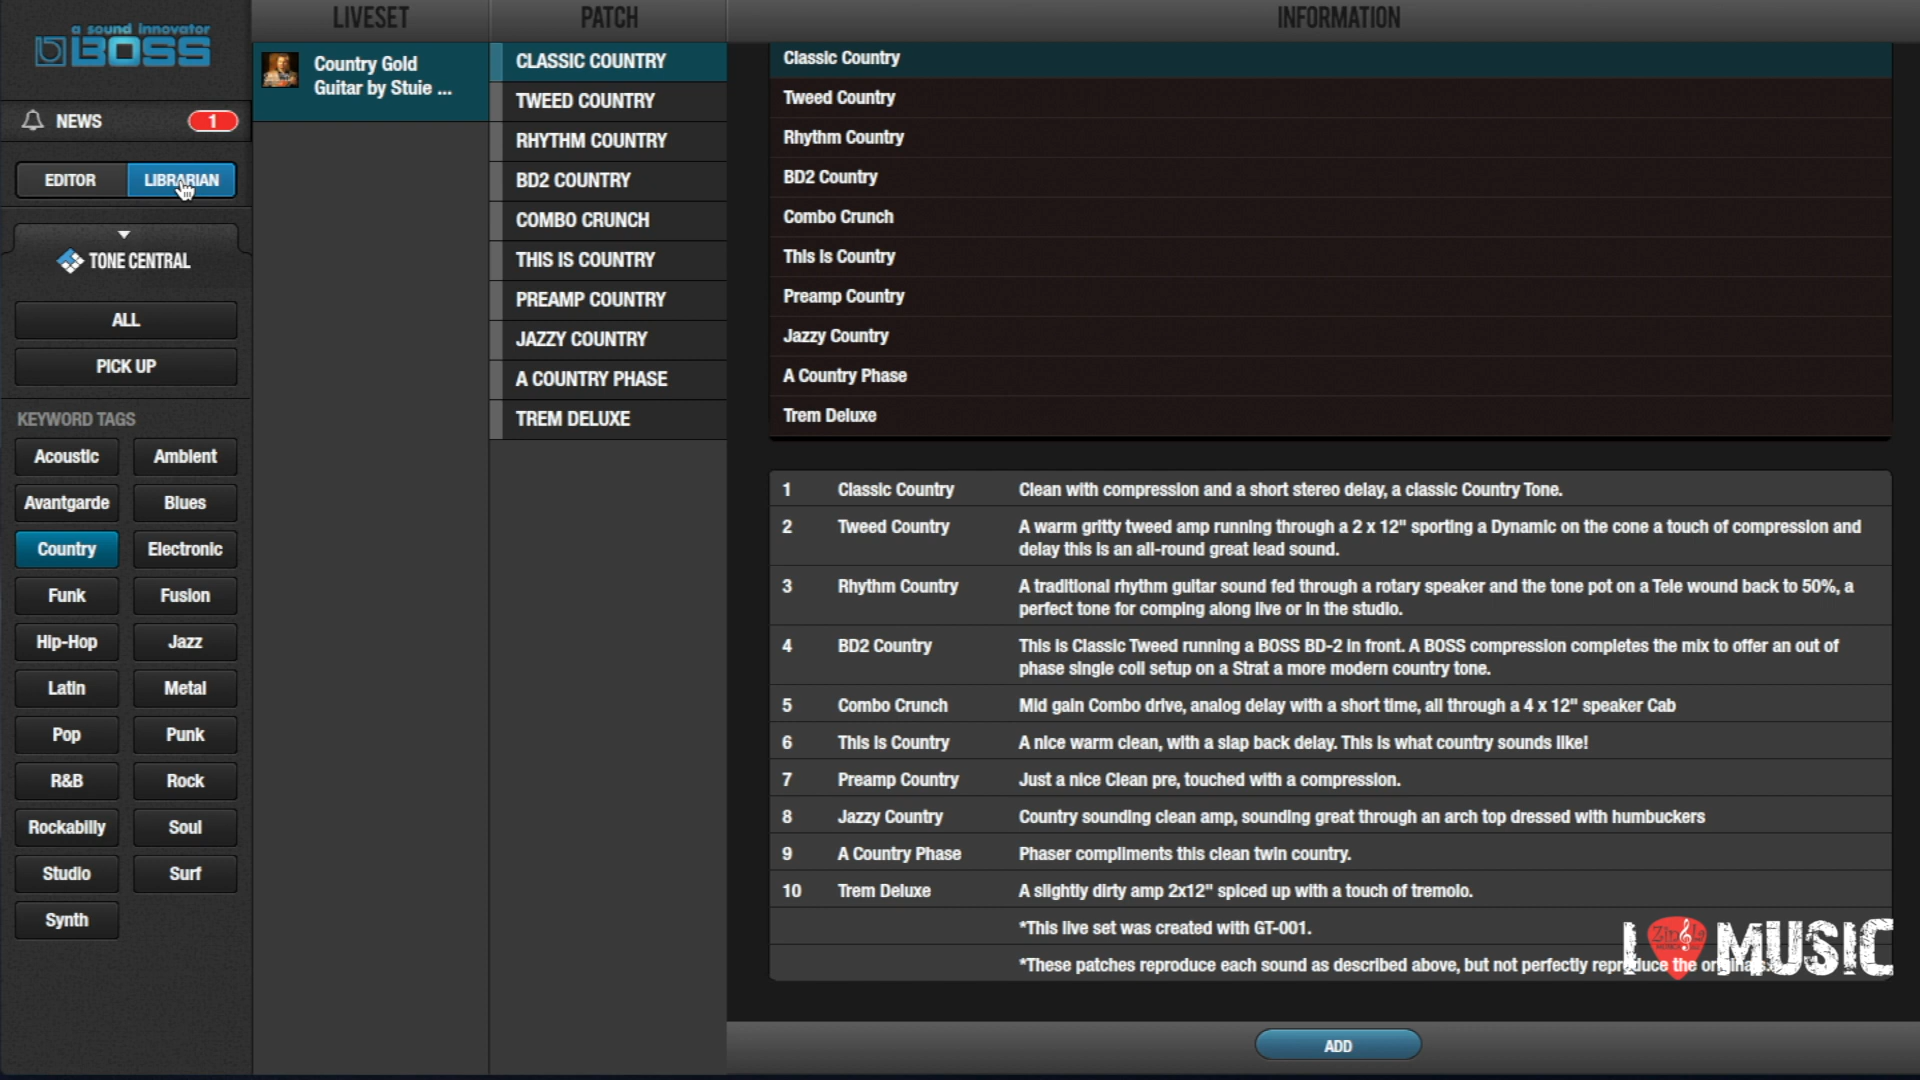 LIVESET
PATCH
INFORMATION
a sound innovator
BOSS
NEWS
1
EDITOR
LIBRARIAN
TONE CENTRAL
ALL
PICK UP
KEYWORD TAGS
Acoustic
Ambient
Avantgarde
Blues
Country
Electronic
Funk
Fusion
Hip-Hop
Jazz
Latin
Metal
Pop
Punk
R&B
Rock
Rockabilly
Soul
Studio
Surf
Synth
Country Gold
Guitar by Stuie ...
CLASSIC COUNTRY
TWEED COUNTRY
RHYTHM COUNTRY
BD2 COUNTRY
COMBO CRUNCH
THIS IS COUNTRY
PREAMP COUNTRY
JAZZY COUNTRY
A COUNTRY PHASE
TREM DELUXE
Classic Country
Tweed Country
Rhythm Country
BD2 Country
Combo Crunch
This is Country
Preamp Country
Jazzy Country
A Country Phase
Trem Deluxe
1 Classic Country Clean with compression and a short stereo delay, a classic Country Tone.
2 Tweed Country A warm gritty tweed amp running through a 2 x 12" sporting a Dynamic on the cone a touch of compression and
delay this is an all-round great lead sound.
3 Rhythm Country A traditional rhythm guitar sound fed through a rotary speaker and the tone pot on a Tele wound back to 50%, a
perfect tone for comping along live or in the studio.
4 BD2 Country This is Classic Tweed running a BOSS BD-2 in front. A BOSS compression completes the mix to offer an out of
phase single coil setup on a Strat a more modern country tone.
5 Combo Crunch Mid gain Combo drive, analog delay with a short time, all through a 4 x 12" speaker Cab
6 This is Country A nice warm clean, with a slap back delay. This is what country sounds like!
7 Preamp Country Just a nice Clean pre, touched with a compression.
8 Jazzy Country Country sounding clean amp, sounding great through an arch top dressed with humbuckers
9 A Country Phase Phaser compliments this clean twin country.
10 Trem Deluxe A slightly dirty amp 2x12" spiced up with a touch of tremolo.
*This live set was created with GT-001.
*These patches reproduce each sound as described above, but not perfectly reproduce the
I MUSIC
ADD